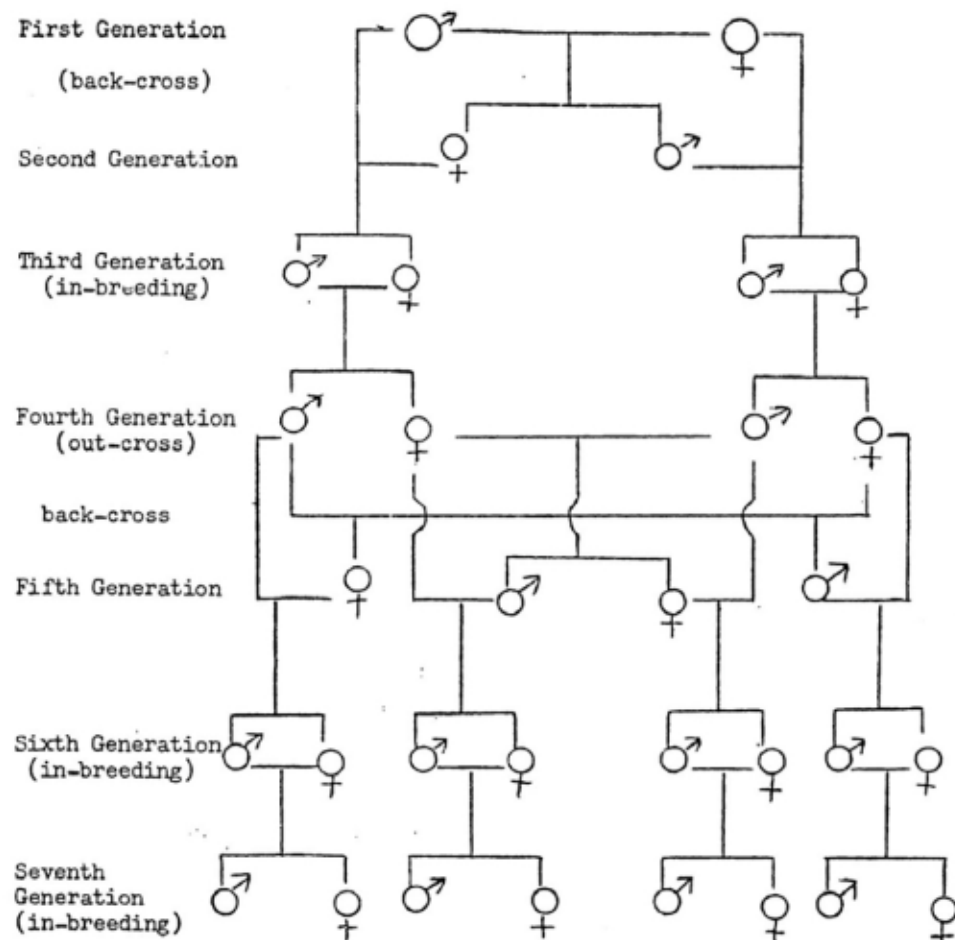 First Generation
(back-cross)
Second Generation
Third Generation
(in-breeding)
Fourth Generation
(out-cross)
back-cross
Fifth Generation
Sixth Generation
(in-breeding)
Seventh
Generation
(in-breeding)